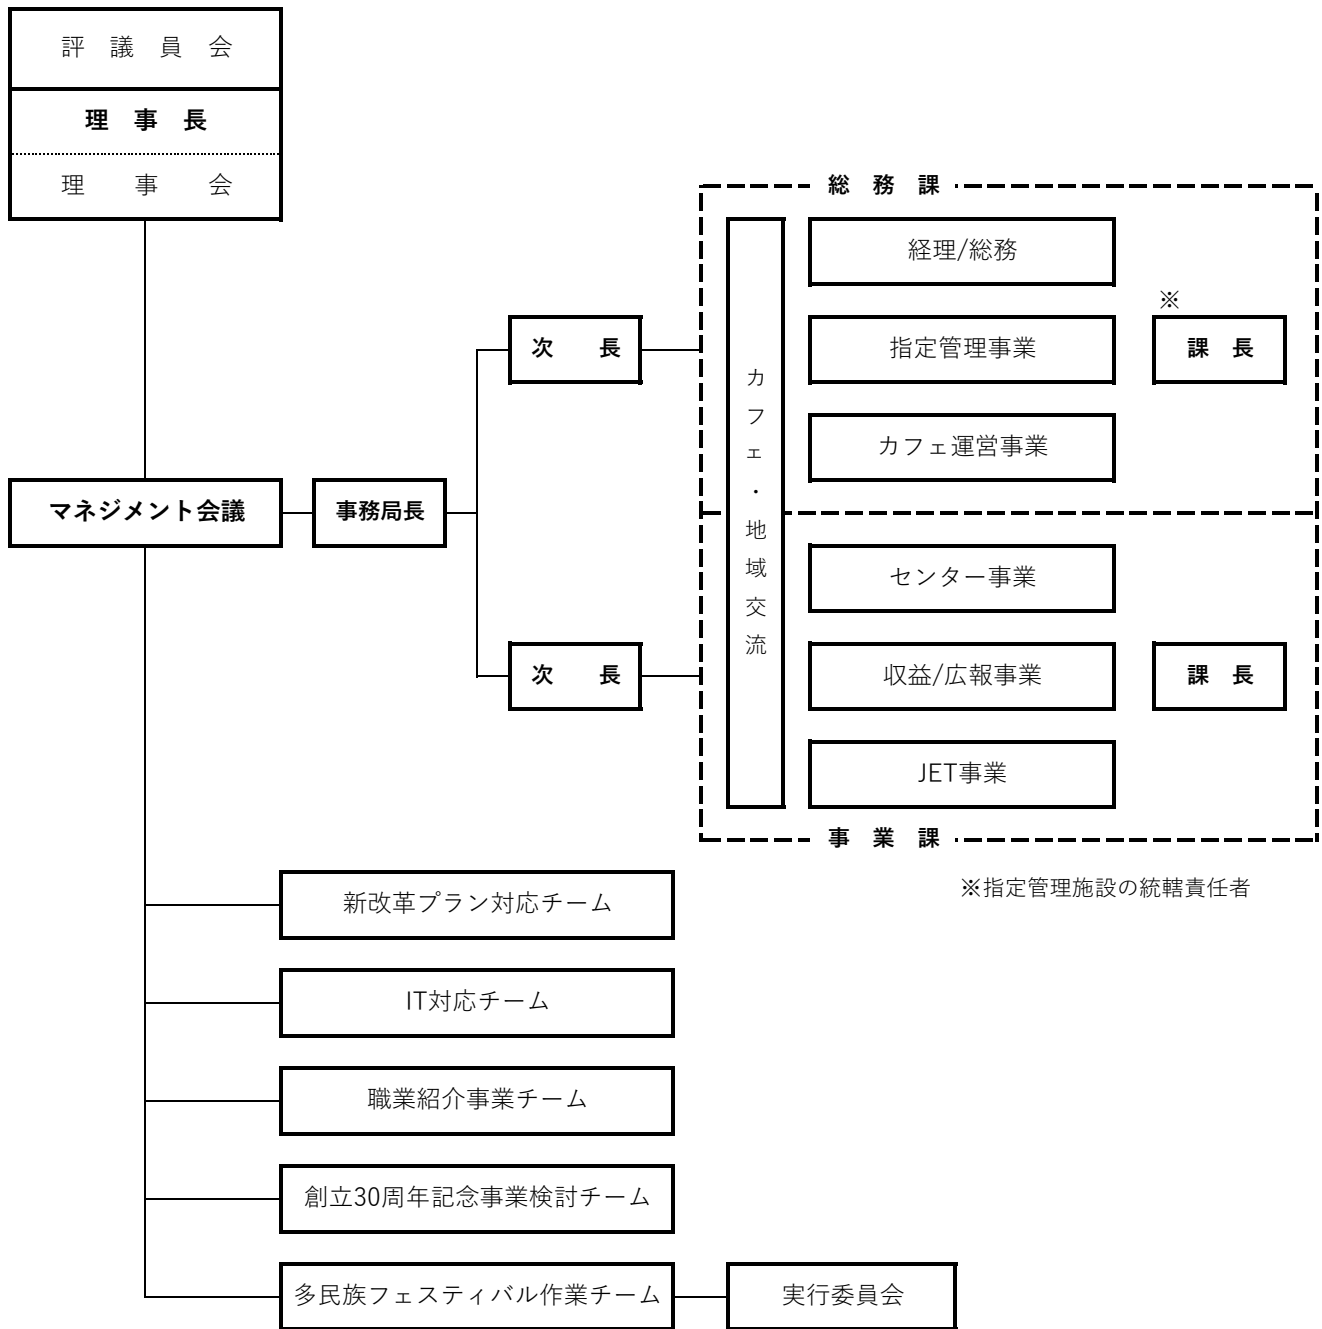 評　議　員　会
理　事　長
理　　事　　会
総　務　課
経理/総務
※
次　　長
指定管理事業
課　長
カフェ・地域交流
カフェ運営事業
マネジメント会議
事務局長
センター事業
次　　長
収益/広報事業
課　長
JET事業
事　業　課
※指定管理施設の統轄責任者
新改革プラン対応チーム
IT対応チーム
職業紹介事業チーム
創立30周年記念事業検討チーム
多民族フェスティバル作業チーム
実行委員会